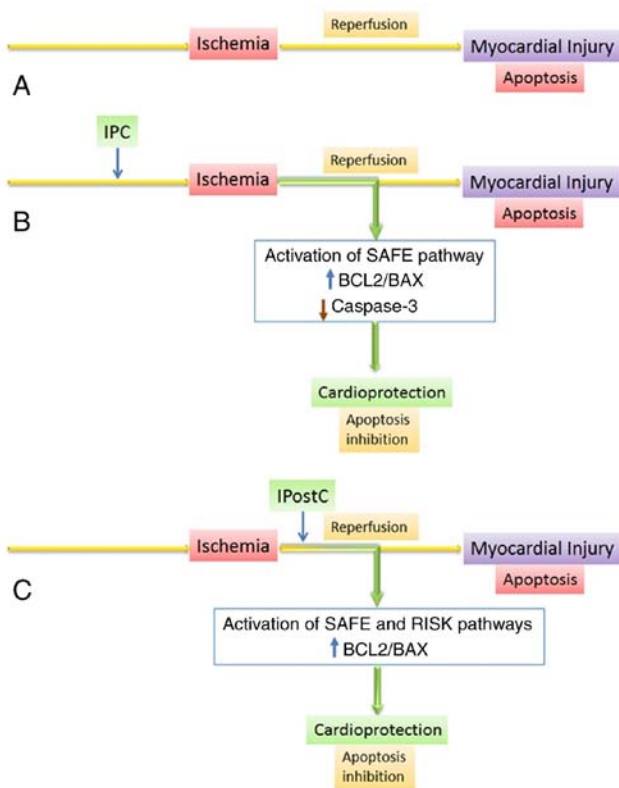 Reperfusion
Ischemia
Myocardial Injury
Apoptosis
A
IPC
Reperfusion
Ischemia
Myocardial Injury
Apoptosis
B
Activation of SAFE pathway
↑ BCL2/BAX
↓ Caspase-3
Cardioprotection
Apoptosis
inhibition
IPostC
Reperfusion
Ischemia
Myocardial Injury
Apoptosis
C
Activation of SAFE and RISK pathways
↑ BCL2/BAX
Cardioprotection
Apoptosis
inhibition